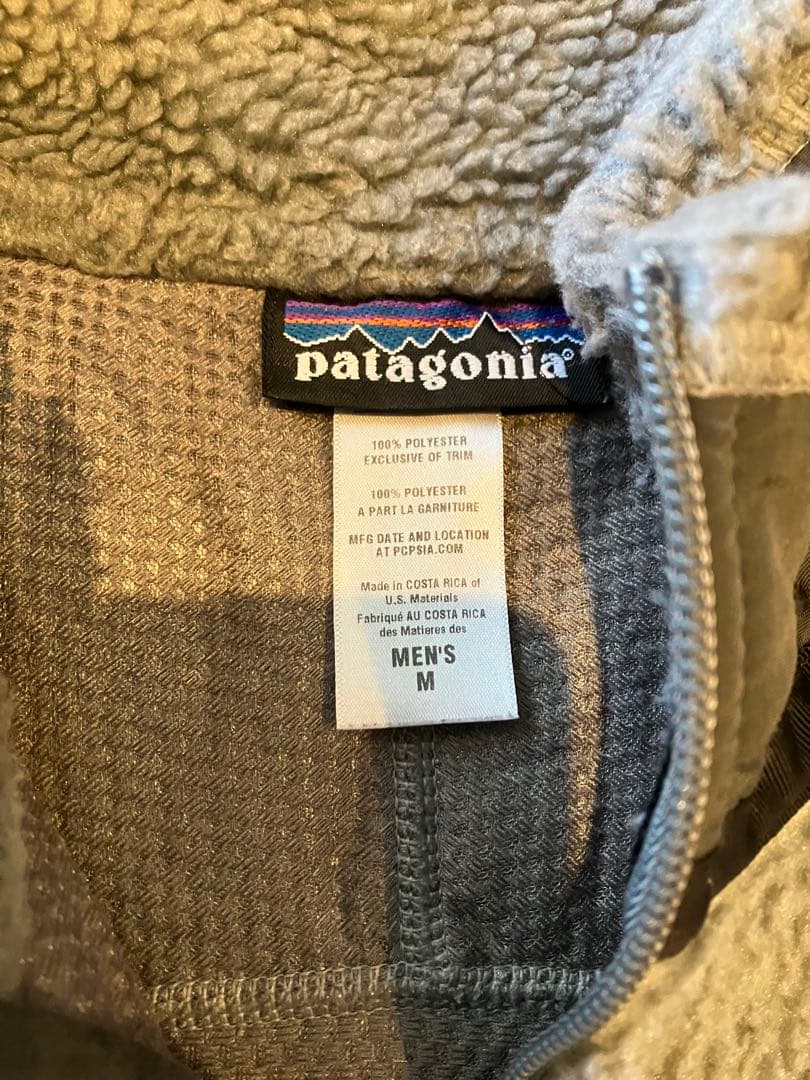 patagonia®
100% POLYESTER
EXCLUSIVE OF TRIM
100% POLYESTER
A PART LA GARNITURE
MFG DATE AND LOCATION
AT PCPSIA.COM
Made in COSTA RICA of
U.S. Materials
Fabriqué AU COSTA RICA
des Matieres des
MEN'S
M